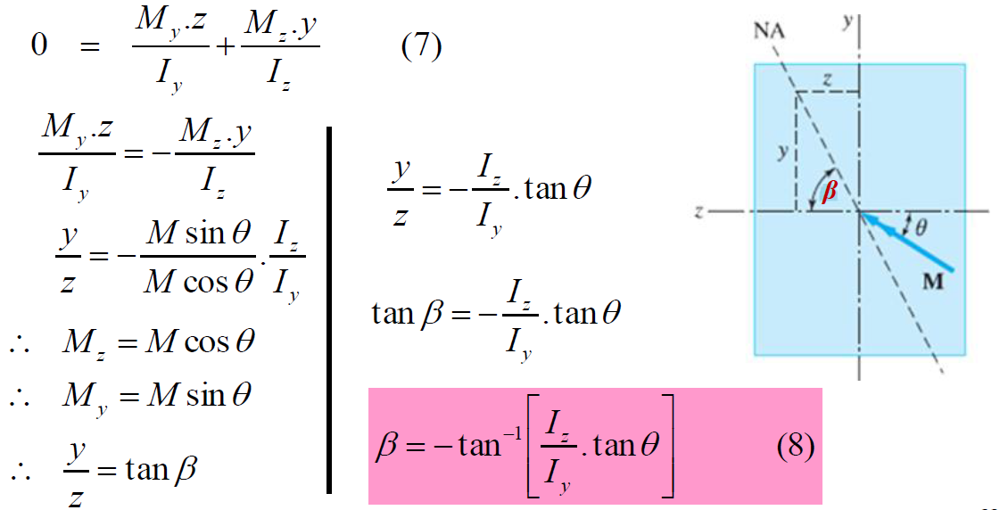 0 = M_y.z/I_y + M_z.y/I_z (7)
M_y.z/I_y = −M_z.y/I_z
y/z = −M sin θ/M cos θ . I_z/I_y
∴ M_z = M cos θ
∴ M_y = M sin θ
∴ y/z = tan β
y/z = −I_z/I_y . tan θ
tan β = −I_z/I_y . tan θ
β = −tan⁻¹[I_z/I_y . tan θ] (8)
NA
y
z
y
β
z
θ
M